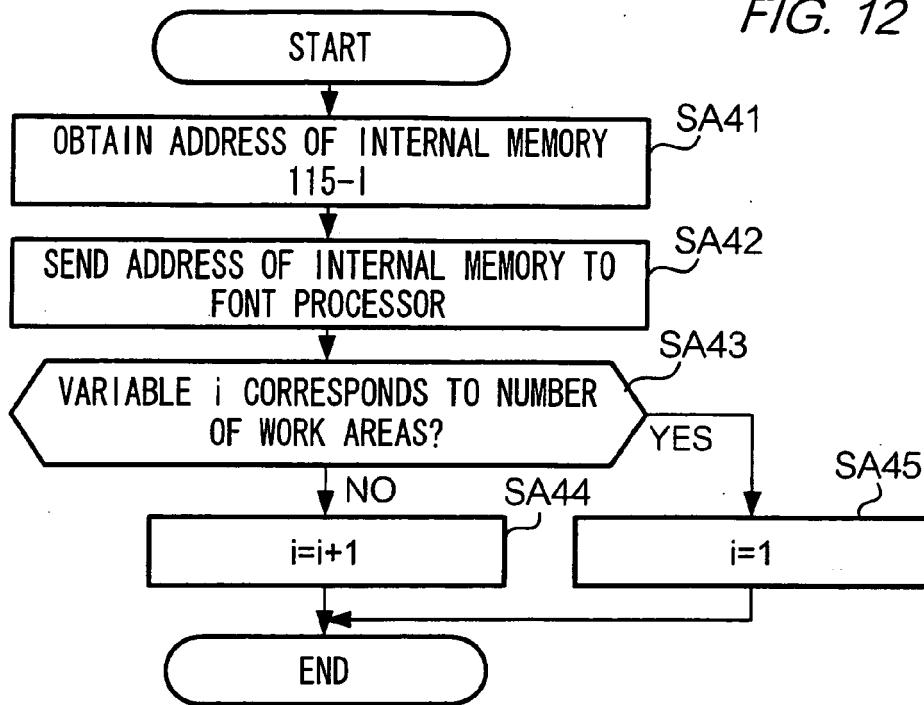 FIG. 12
START
SA41
OBTAIN ADDRESS OF INTERNAL MEMORY
115-I
SA42
SEND ADDRESS OF INTERNAL MEMORY TO
FONT PROCESSOR
SA43
VARIABLE i CORRESPONDS TO NUMBER
OF WORK AREAS?
YES
NO
SA44
SA45
i=i+1
i=1
END